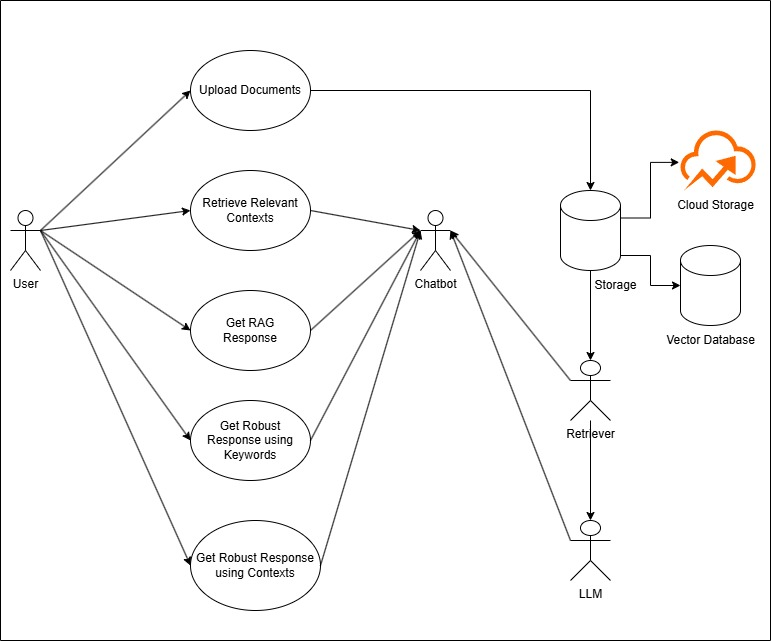 Upload Documents
Retrieve Relevant
Contexts
Cloud Storage
User
Chatbot
Storage
Get RAG
Response
Vector Database
Get Robust
Response using
Keywords
Retriever
Get Robust Response
using Contexts
LLM